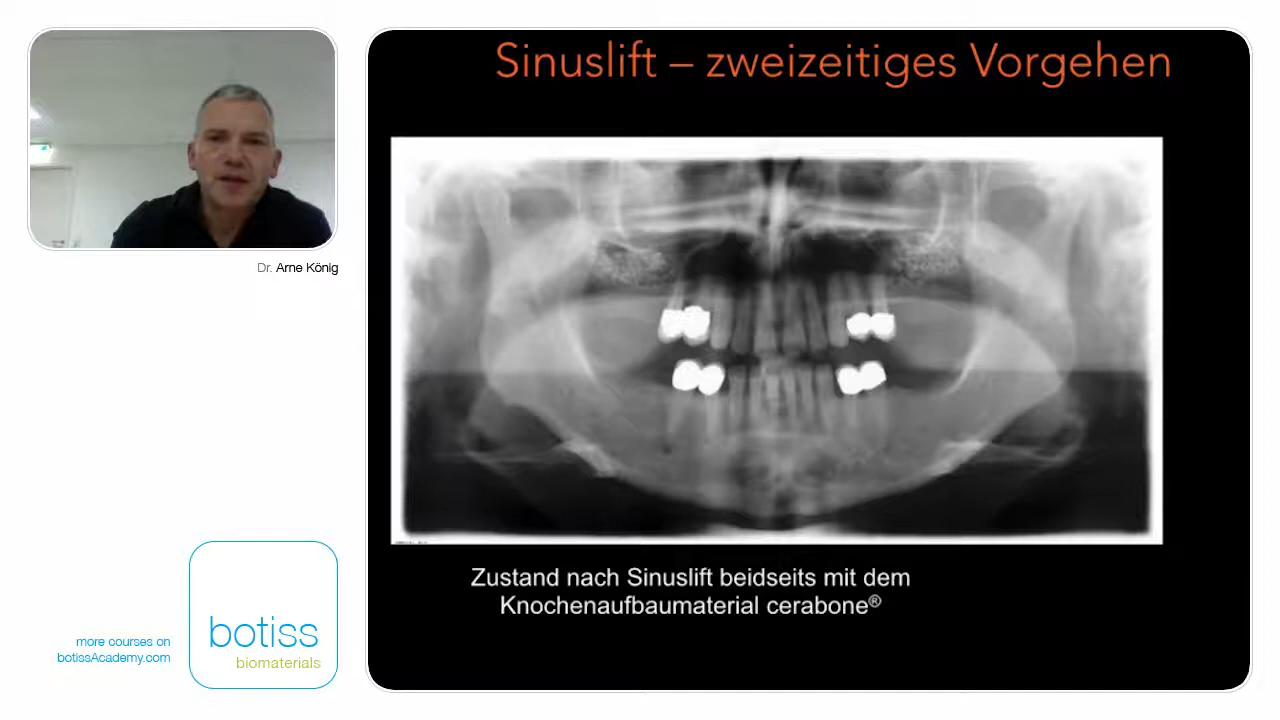 Sinuslift – zweizeitiges Vorgehen
Dr. Arne König
Zustand nach Sinuslift beidseits mit dem
Knochenaufbaumaterial cerabone®
botiss
biomaterials
more courses on
botissAcademy.com